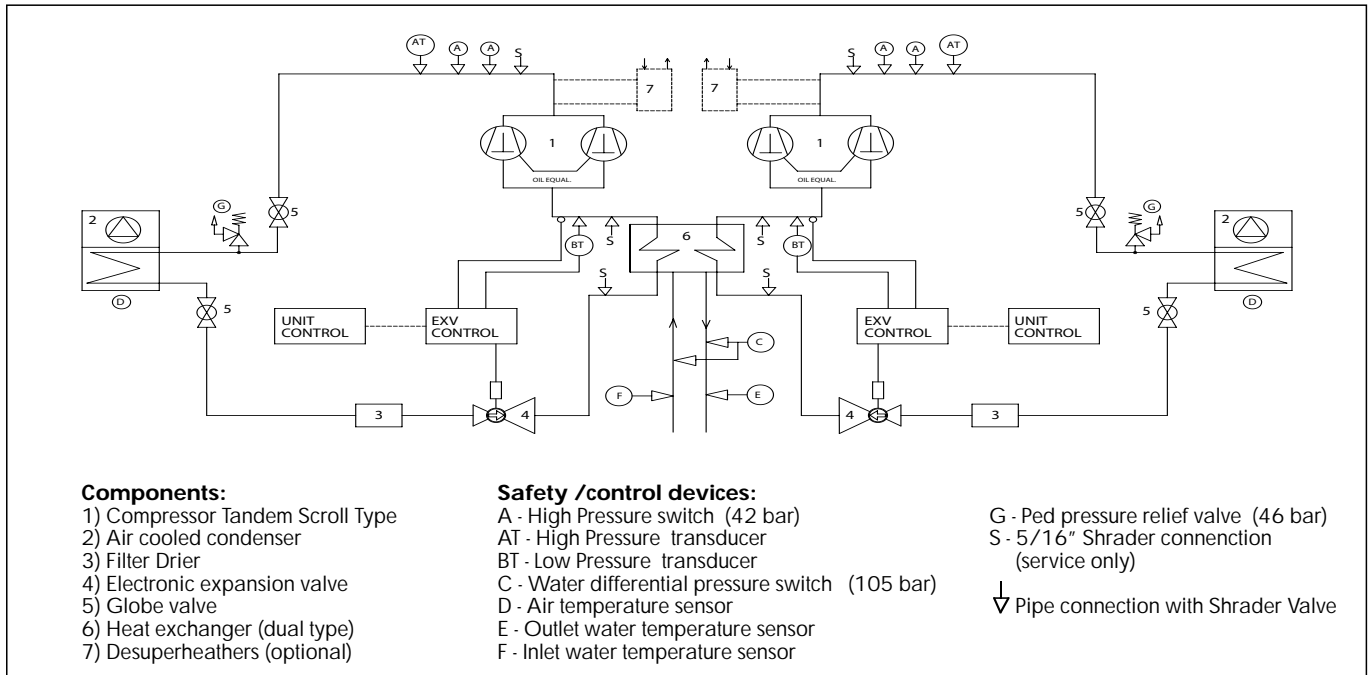 AT A A S S A A AT
7 7
1 1
OIL EQUAL. OIL EQUAL.
G G
2 5 5 2
6
BT S S BT
D S S D
5 5
UNIT CONTROL EXV CONTROL EXV CONTROL UNIT CONTROL
C
F E
3 4 4 3
Components:
1) Compressor Tandem Scroll Type
2) Air cooled condenser
3) Filter Drier
4) Electronic expansion valve
5) Globe valve
6) Heat exchanger (dual type)
7) Desuperheathers (optional)
Safety /control devices:
A - High Pressure switch (42 bar)
AT - High Pressure transducer
BT - Low Pressure transducer
C - Water differential pressure switch (105 bar)
D - Air temperature sensor
E - Outlet water temperature sensor
F - Inlet water temperature sensor
G - Ped pressure relief valve (46 bar)
S - 5/16" Shrader connenction
(service only)
Pipe connection with Shrader Valve